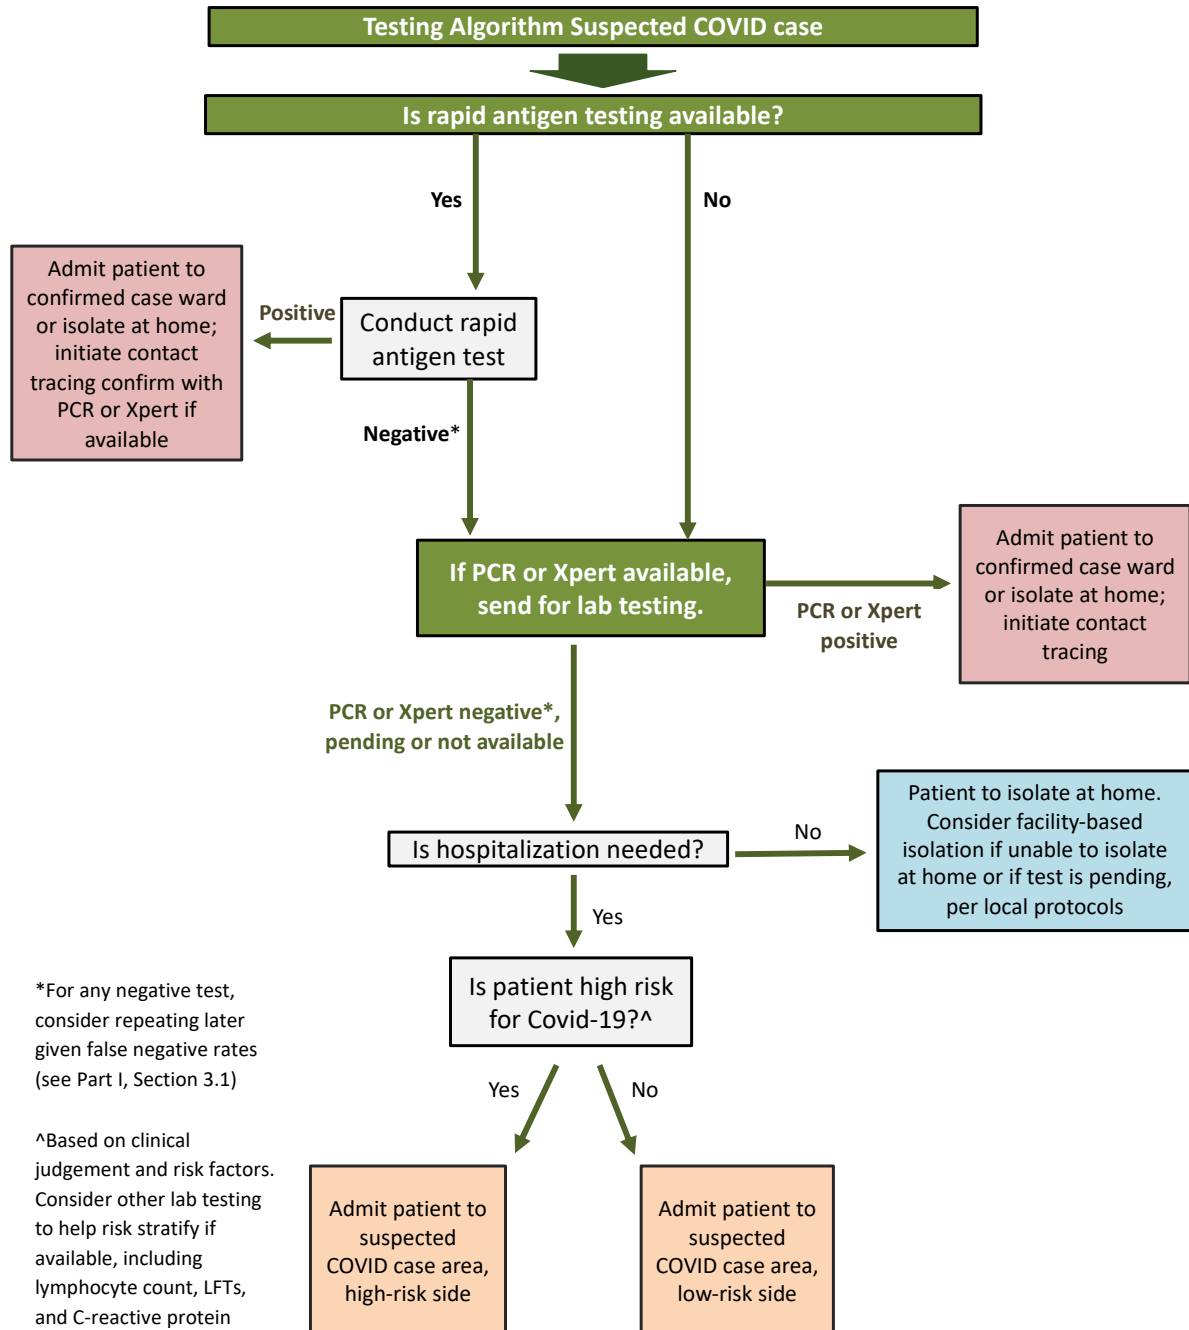 Testing Algorithm Suspected COVID case
Is rapid antigen testing available?
Yes
No
Admit patient to
confirmed case ward
or isolate at home;
initiate contact
tracing confirm with
PCR or Xpert if
available
Positive
Conduct rapid
antigen test
Negative*
If PCR or Xpert available,
send for lab testing.
PCR or Xpert
positive
Admit patient to
confirmed case ward
or isolate at home;
initiate contact
tracing
PCR or Xpert negative*,
pending or not available
Is hospitalization needed?
No
Patient to isolate at home.
Consider facility-based
isolation if unable to isolate
at home or if test is pending,
per local protocols
Yes
Is patient high risk
for Covid-19?^
Yes
No
Admit patient to
suspected
COVID case area,
high-risk side
Admit patient to
suspected
COVID case area,
low-risk side
*For any negative test,
consider repeating later
given false negative rates
(see Part I, Section 3.1)
^Based on clinical
judgement and risk factors.
Consider other lab testing
to help risk stratify if
available, including
lymphocyte count, LFTs,
and C-reactive protein